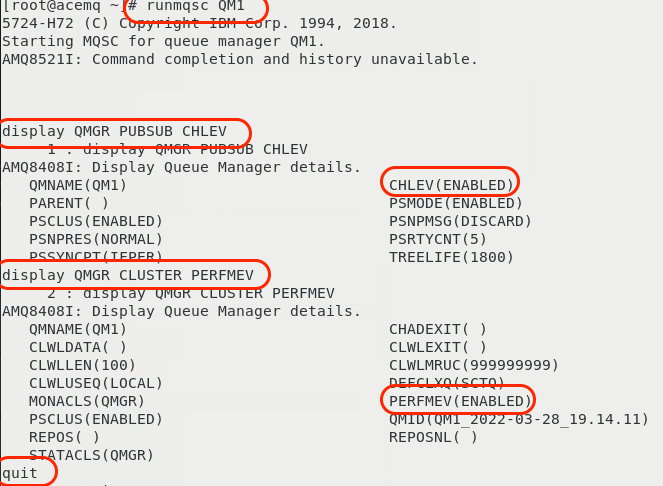 [root@acemq ~]# runmqsc QM1
5724-H72 (C) Copyright IBM Corp. 1994, 2018.
Starting MQSC for queue manager QM1.
AMQ8521I: Command completion and history unavailable.
display QMGR PUBSUB CHLEV
1 : display QMGR PUBSUB CHLEV
AMQ8408I: Display Queue Manager details.
QMNAME(QM1) CHLEV(ENABLED)
PARENT( ) PSMODE(ENABLED)
PSCLUS(ENABLED) PSNPMSG(DISCARD)
PSNPRES(NORMAL) PSRTYCNT(5)
PSSYNCPT(IFPER) TREELIFE(1800)
display QMGR CLUSTER PERFMEV
2 : display QMGR CLUSTER PERFMEV
AMQ8408I: Display Queue Manager details.
QMNAME(QM1) CHADEXIT( )
CLWLDATA( ) CLWLEXIT( )
CLWLLEN(100) CLWLMRUC(999999999)
CLWLUSEQ(LOCAL) DEFCLXQ(SCTQ)
MONACLS(QMGR) PERFMEV(ENABLED)
PSCLUS(ENABLED) QMID(QM1_2022-03-28_19.14.11)
REPOS( ) REPOSNL( )
STATACLS(QMGR)
quit